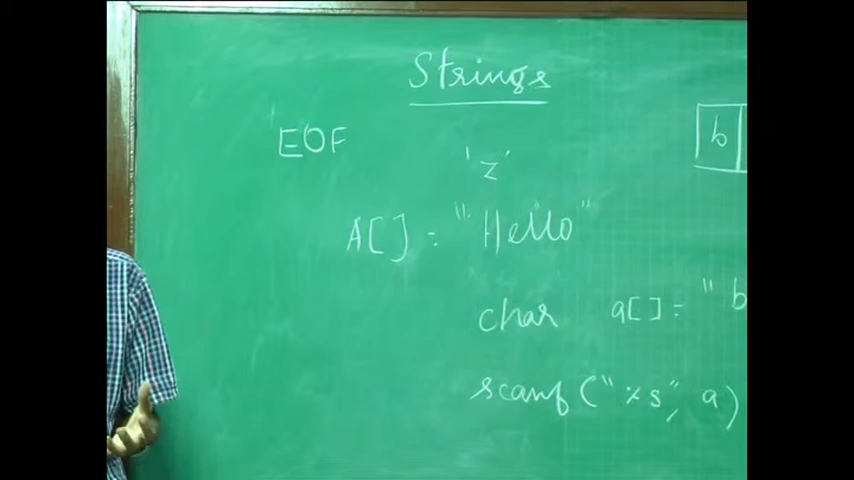 Strings
EOF
b
'z'
A[] = "Hello"
char a[] = "b
scanf("%s", a)